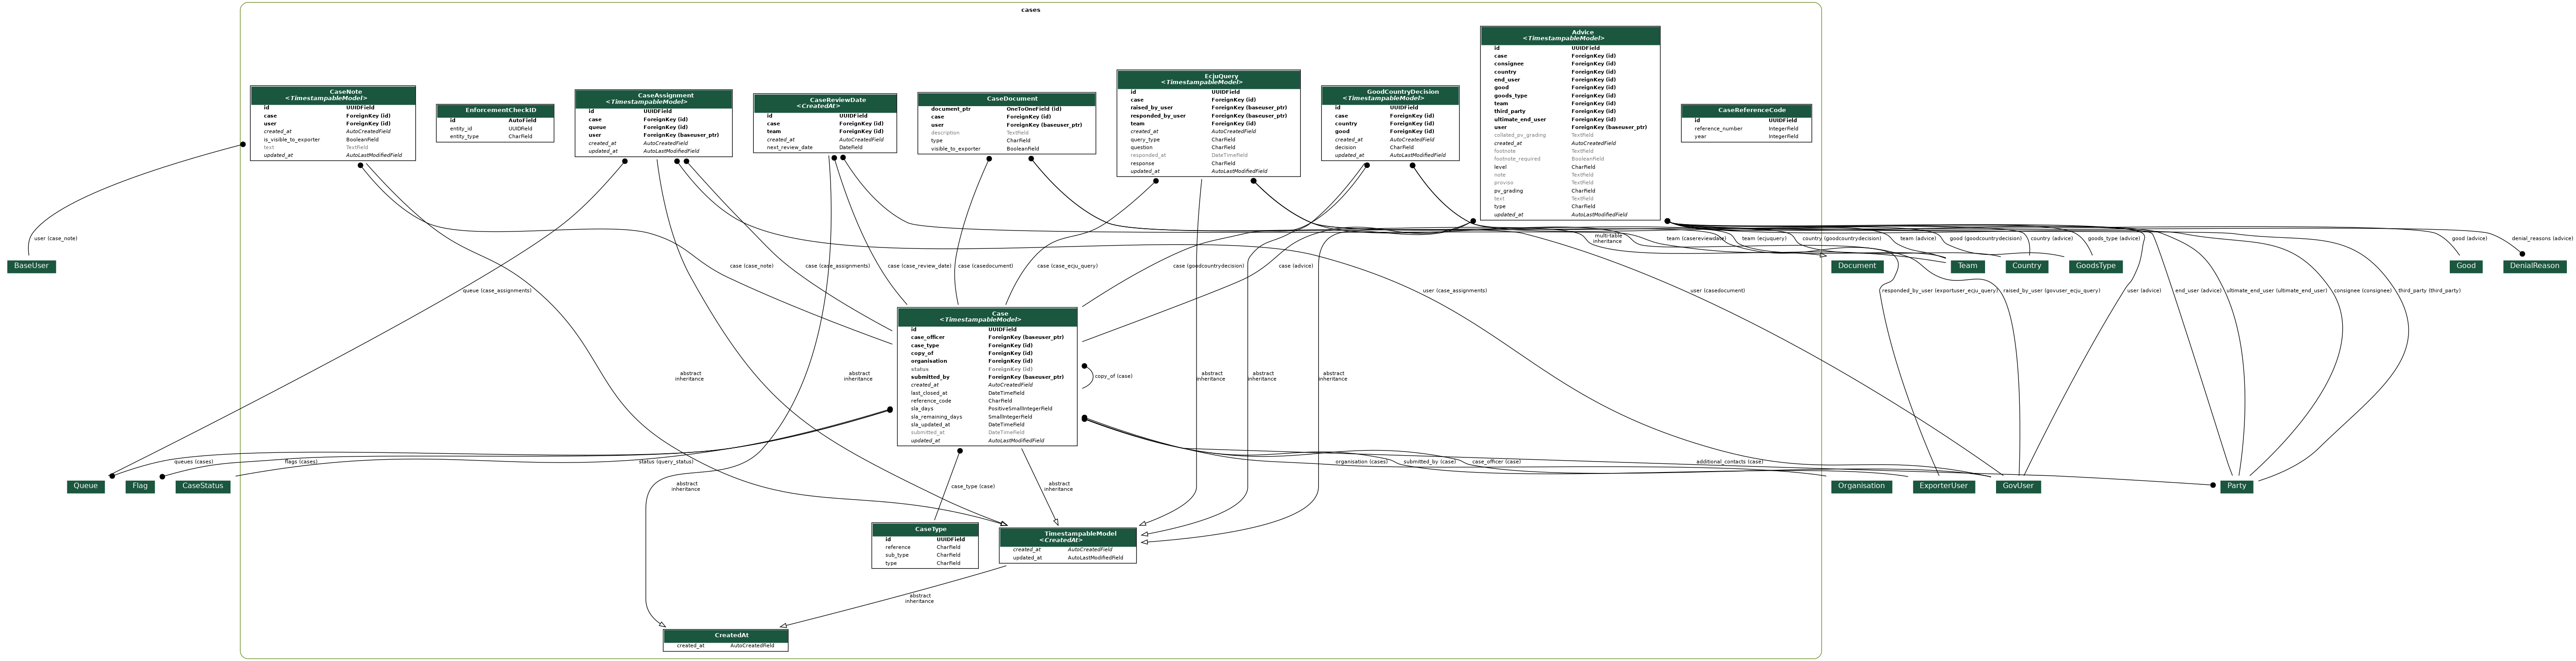 cases
CaseNote
<TimestampableModel>
id UUIDField
case ForeignKey (id)
user ForeignKey (id)
created_at AutoCreatedField
is_visible_to_exporter BooleanField
text TextField
updated_at AutoLastModifiedField
EnforcementCheckID
id AutoField
entity_id UUIDField
entity_type CharField
CaseAssignment
<TimestampableModel>
id UUIDField
case ForeignKey (id)
queue ForeignKey (id)
user ForeignKey (baseuser_ptr)
created_at AutoCreatedField
updated_at AutoLastModifiedField
CaseReviewDate
<CreatedAt>
id UUIDField
case ForeignKey (id)
team ForeignKey (id)
created_at AutoCreatedField
next_review_date DateField
CaseDocument
document_ptr OneToOneField (id)
case ForeignKey (id)
user ForeignKey (baseuser_ptr)
description TextField
type CharField
visible_to_exporter BooleanField
EcjuQuery
<TimestampableModel>
id UUIDField
case ForeignKey (id)
raised_by_user ForeignKey (baseuser_ptr)
responded_by_user ForeignKey (baseuser_ptr)
team ForeignKey (id)
created_at AutoCreatedField
query_type CharField
question CharField
responded_at DateTimeField
response CharField
updated_at AutoLastModifiedField
GoodCountryDecision
<TimestampableModel>
id UUIDField
case ForeignKey (id)
country ForeignKey (id)
good ForeignKey (id)
created_at AutoCreatedField
decision CharField
updated_at AutoLastModifiedField
Advice
<TimestampableModel>
id UUIDField
case ForeignKey (id)
consignee ForeignKey (id)
country ForeignKey (id)
end_user ForeignKey (id)
good ForeignKey (id)
goods_type ForeignKey (id)
team ForeignKey (id)
third_party ForeignKey (id)
ultimate_end_user ForeignKey (id)
user ForeignKey (baseuser_ptr)
collated_pv_grading TextField
created_at AutoCreatedField
footnote TextField
footnote_required BooleanField
level CharField
note TextField
proviso TextField
pv_grading CharField
text TextField
type CharField
updated_at AutoLastModifiedField
CaseReferenceCode
id UUIDField
reference_number IntegerField
year IntegerField
user (case_note)
multi-table
inheritance
team (casereviewdate)
team (ecjuquery)
country (goodcountrydecision)
team (advice)
good (goodcountrydecision)
country (advice)
goods_type (advice)
good (advice)
denial_reasons (advice)
BaseUser
case (case_note)
case (case_assignments)
case (case_review_date)
case (casedocument)
case (case_ecju_query)
case (goodcountrydecision)
case (advice)
Document
Team
Country
GoodsType
Good
DenialReason
queue (case_assignments)
user (case_assignments)
user (casedocument)
responded_by_user (exportuser_ecju_query)
raised_by_user (govuser_ecju_query)
user (advice)
end_user (advice)
ultimate_end_user (ultimate_end_user)
consignee (consignee)
third_party (third_party)
Case
<TimestampableModel>
id UUIDField
case_officer ForeignKey (baseuser_ptr)
case_type ForeignKey (id)
copy_of ForeignKey (id)
organisation ForeignKey (id)
status ForeignKey (id)
submitted_by ForeignKey (baseuser_ptr)
created_at AutoCreatedField
last_closed_at DateTimeField
reference_code CharField
sla_days PositiveSmallIntegerField
sla_remaining_days SmallIntegerField
sla_updated_at DateTimeField
submitted_at DateTimeField
updated_at AutoLastModifiedField
copy_of (case)
abstract
inheritance
abstract
inheritance
abstract
inheritance
abstract
inheritance
abstract
inheritance
queues (cases)
flags (cases)
status (query_status)
organisation (cases)
submitted_by (case)
case_officer (case)
additional_contacts (case)
Queue
Flag
CaseStatus
abstract
inheritance
case_type (case)
abstract
inheritance
Organisation
ExporterUser
GovUser
Party
CaseType
id UUIDField
reference CharField
sub_type CharField
type CharField
TimestampableModel
<CreatedAt>
created_at AutoCreatedField
updated_at AutoLastModifiedField
abstract
inheritance
CreatedAt
created_at AutoCreatedField